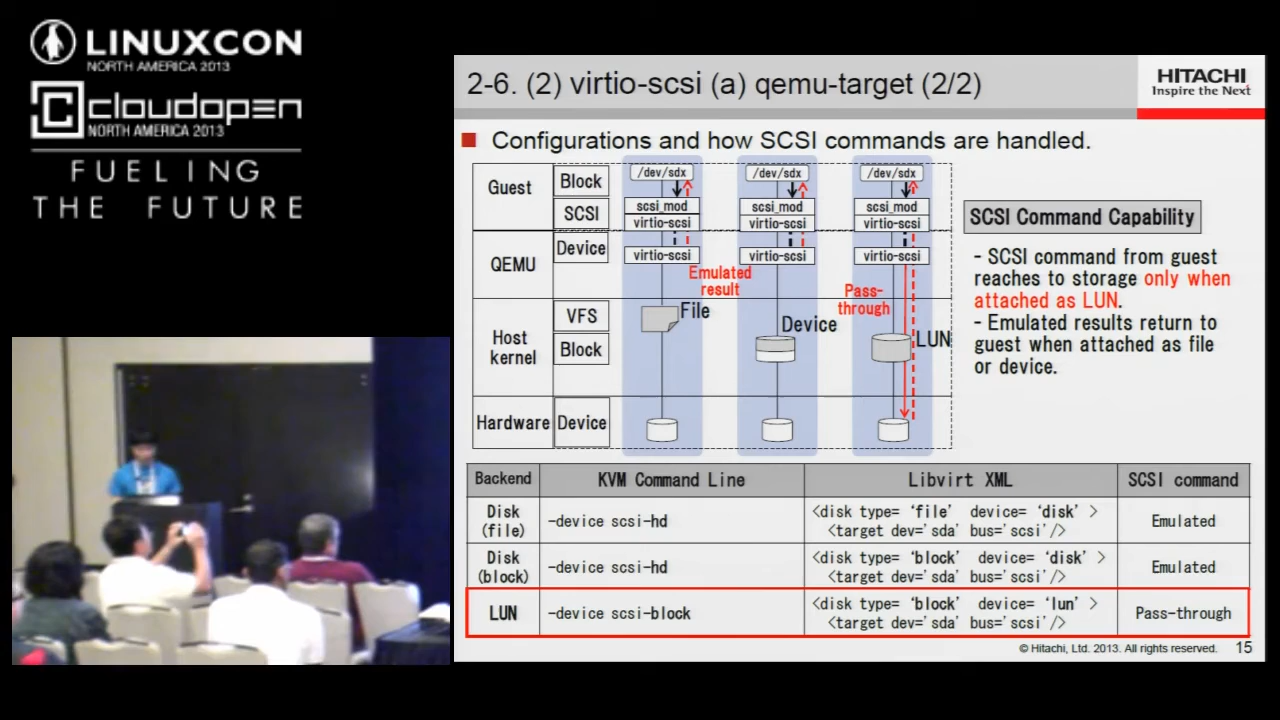 LINUXCON
NORTH AMERICA 2013
cloudopen
NORTH AMERICA 2013
FUELING
THE FUTURE
2-6. (2) virtio-scsi (a) qemu-target (2/2)
HITACHI
Inspire the Next
Configurations and how SCSI commands are handled.
Guest
Block
SCSI
QEMU
Device
Host
kernel
VFS
Block
Hardware
Device
/dev/sdx
scsi_mod
virtio-scsi
virtio-scsi
File
Emulated
result
/dev/sdx
scsi_mod
virtio-scsi
virtio-scsi
Device
Pass-
through
/dev/sdx
scsi_mod
virtio-scsi
virtio-scsi
LUN
SCSI Command Capability
- SCSI command from guest
reaches to storage only when
attached as LUN.
- Emulated results return to
guest when attached as file
or device.
Backend KVM Command Line Libvirt XML SCSI command
Disk
(file)
-device scsi-hd
<disk type= ‘file’ device= ‘disk’ >
<target dev='sda' bus='scsi'/>
Emulated
Disk
(block)
-device scsi-hd
<disk type= ‘block’ device= ‘disk’ >
<target dev='sda' bus='scsi'/>
Emulated
LUN
-device scsi-block
<disk type= ‘block’ device= ‘lun’ >
<target dev='sda' bus='scsi'/>
Pass-through
© Hitachi, Ltd. 2013. All rights reserved. 15